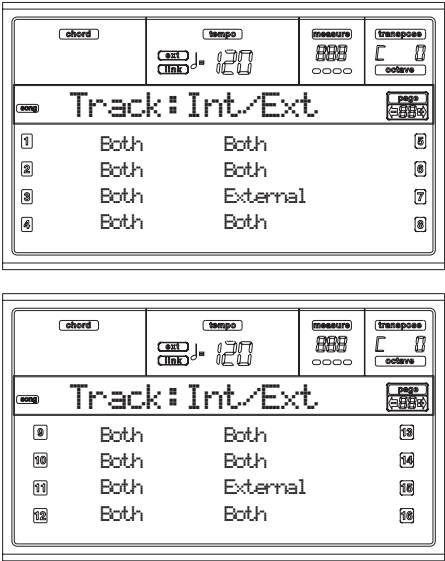 chord tempo measure transpose
ext link ♩= 120 888 C 0
octave
song Track:Int/Ext page
1 Both Both 5
2 Both Both 6
3 Both External 7
4 Both Both 8
chord tempo measure transpose
ext link ♩= 120 888 C 0
octave
song Track:Int/Ext page
9 Both Both 13
10 Both Both 14
11 Both External 15
12 Both Both 16